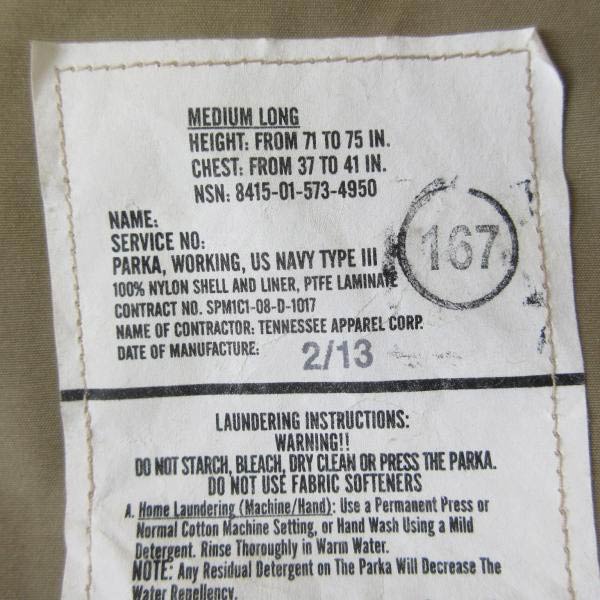 MEDIUM LONG
HEIGHT: FROM 71 TO 75 IN.
CHEST: FROM 37 TO 41 IN.
NSN: 8415-01-573-4950
NAME:
SERVICE NO:
PARKA, WORKING, US NAVY TYPE III
167
100% NYLON SHELL AND LINER, PTFE LAMINATE
CONTRACT NO. SPM1C1-08-D-1017
NAME OF CONTRACTOR: TENNESSEE APPAREL CORP.
DATE OF MANUFACTURE: 2/13
LAUNDERING INSTRUCTIONS:
WARNING!!
DO NOT STARCH, BLEACH, DRY CLEAN OR PRESS THE PARKA.
DO NOT USE FABRIC SOFTENERS
A. Home Laundering (Machine/Hand): Use a Permanent Press or
Normal Cotton Machine Setting, or Hand Wash Using a Mild
Detergent. Rinse Thoroughly in Warm Water.
NOTE: Any Residual Detergent on The Parka Will Decrease The
Water Repellency.